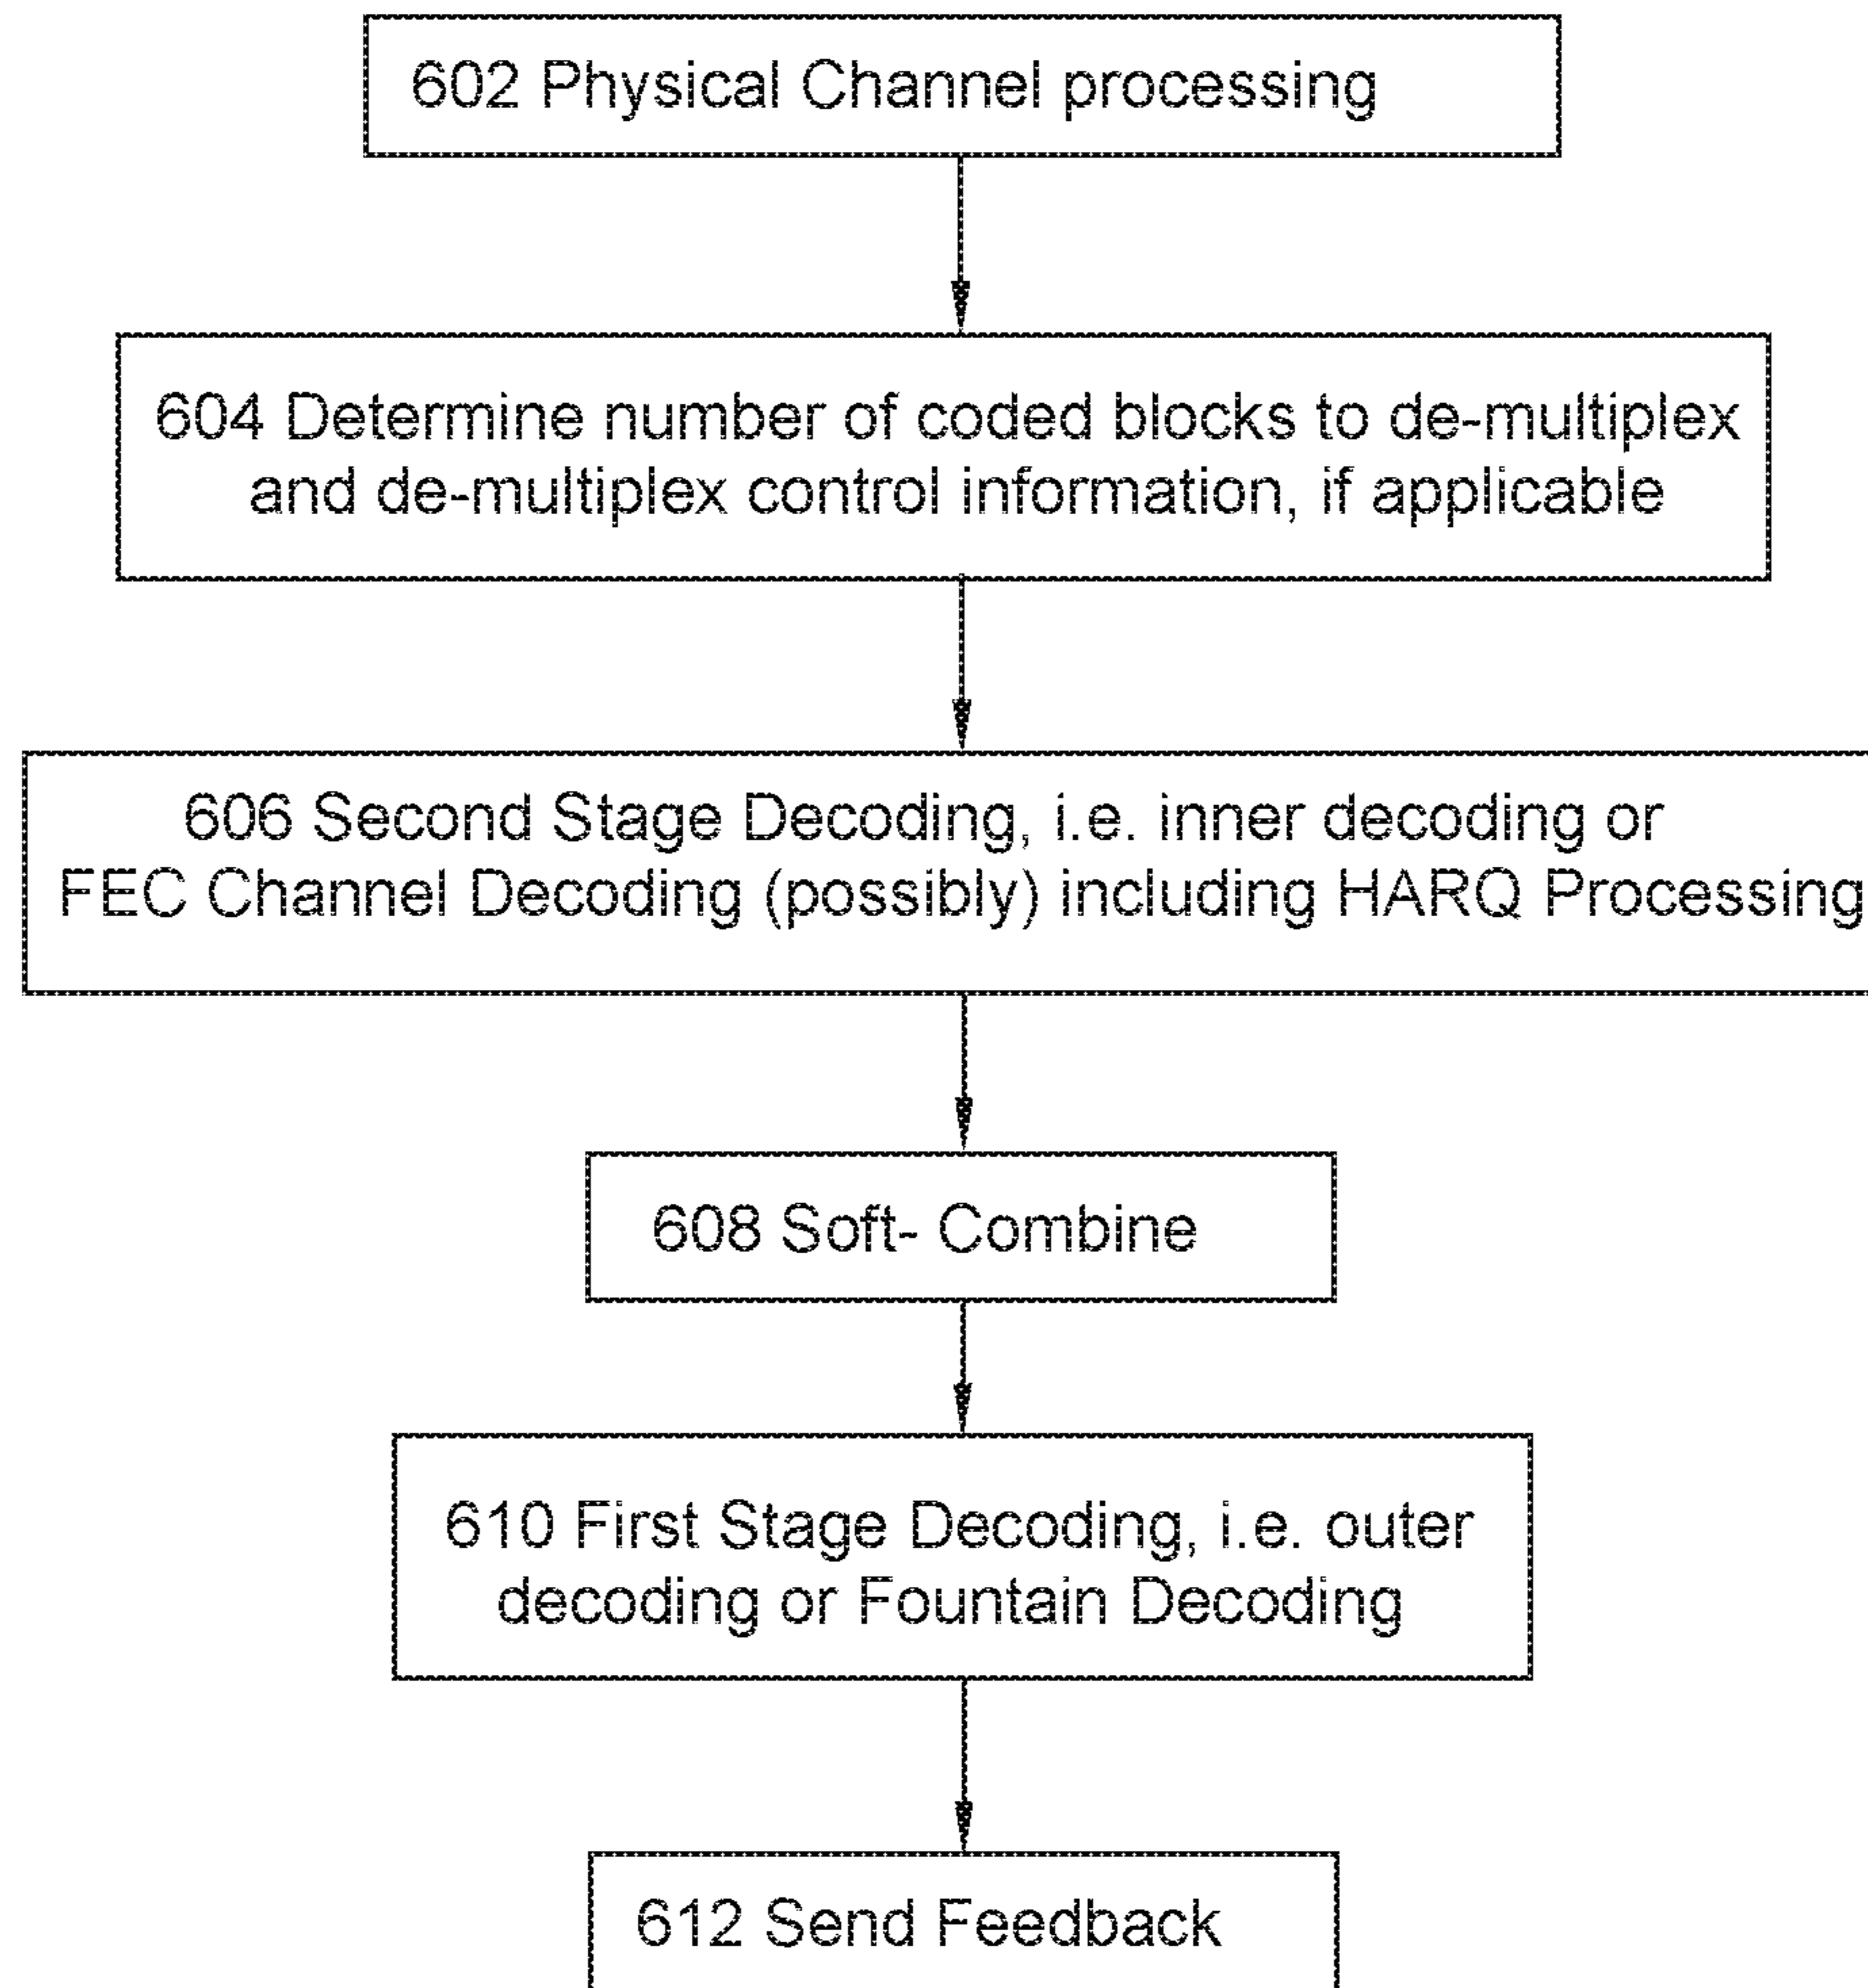 602 Physical Channel processing
604 Determine number of coded blocks to de-multiplex
and de-multiplex control information, if applicable
606 Second Stage Decoding, i.e. inner decoding or
FEC Channel Decoding (possibly) including HARQ Processing
608 Soft- Combine
610 First Stage Decoding, i.e. outer
decoding or Fountain Decoding
612 Send Feedback